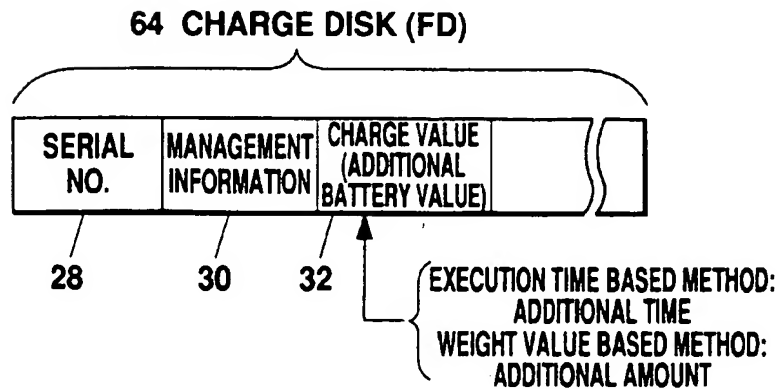 64 CHARGE DISK (FD)
SERIAL
NO.
MANAGEMENT
INFORMATION
CHARGE VALUE
(ADDITIONAL
BATTERY VALUE)
28
30
32
EXECUTION TIME BASED METHOD:
ADDITIONAL TIME
WEIGHT VALUE BASED METHOD:
ADDITIONAL AMOUNT